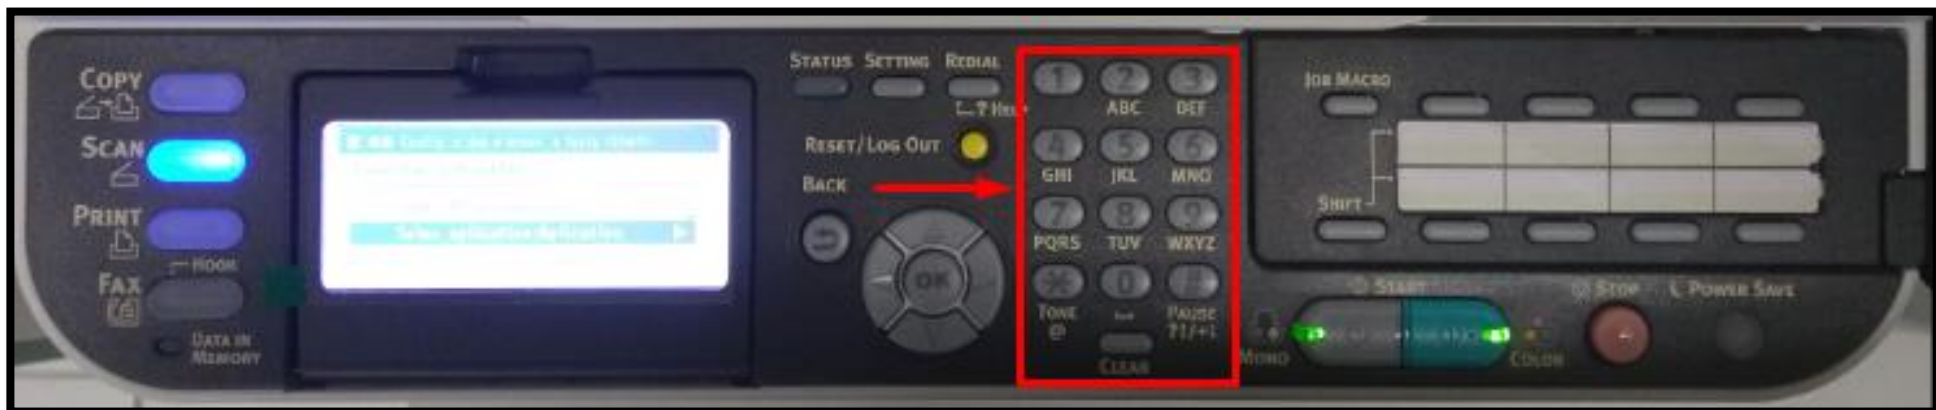 COPY
SCAN
PRINT
HOOK
FAX
DATA IN
MEMORY
STATUS SETTING REDIAL
RESET/LOG OUT
BACK
OK
1 2 3
ABC DEF
4 5 6
GHI JKL MNO
7 8 9
PQRS TUV WXYZ
* 0 #
TONE PAUSE
@
CLEAR
JOB MACRO
SHIFT
START STOP POWER SAVE
MONO COLOR